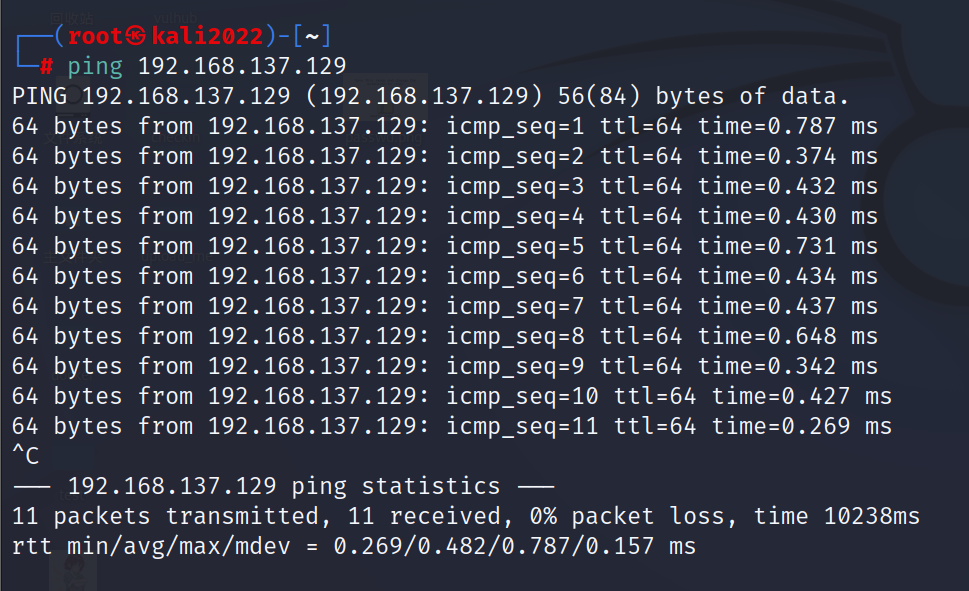 回收站
vulhub
┌──(root㉿kali2022)-[~]
└─# ping 192.168.137.129
PING 192.168.137.129 (192.168.137.129) 56(84) bytes of data.
64 bytes from 192.168.137.129: icmp_seq=1 ttl=64 time=0.787 ms
64 bytes from 192.168.137.129: icmp_seq=2 ttl=64 time=0.374 ms
64 bytes from 192.168.137.129: icmp_seq=3 ttl=64 time=0.432 ms
64 bytes from 192.168.137.129: icmp_seq=4 ttl=64 time=0.430 ms
64 bytes from 192.168.137.129: icmp_seq=5 ttl=64 time=0.731 ms
64 bytes from 192.168.137.129: icmp_seq=6 ttl=64 time=0.434 ms
64 bytes from 192.168.137.129: icmp_seq=7 ttl=64 time=0.437 ms
64 bytes from 192.168.137.129: icmp_seq=8 ttl=64 time=0.648 ms
64 bytes from 192.168.137.129: icmp_seq=9 ttl=64 time=0.342 ms
64 bytes from 192.168.137.129: icmp_seq=10 ttl=64 time=0.427 ms
64 bytes from 192.168.137.129: icmp_seq=11 ttl=64 time=0.269 ms
^C
--- 192.168.137.129 ping statistics ---
11 packets transmitted, 11 received, 0% packet loss, time 10238ms
rtt min/avg/max/mdev = 0.269/0.482/0.787/0.157 ms